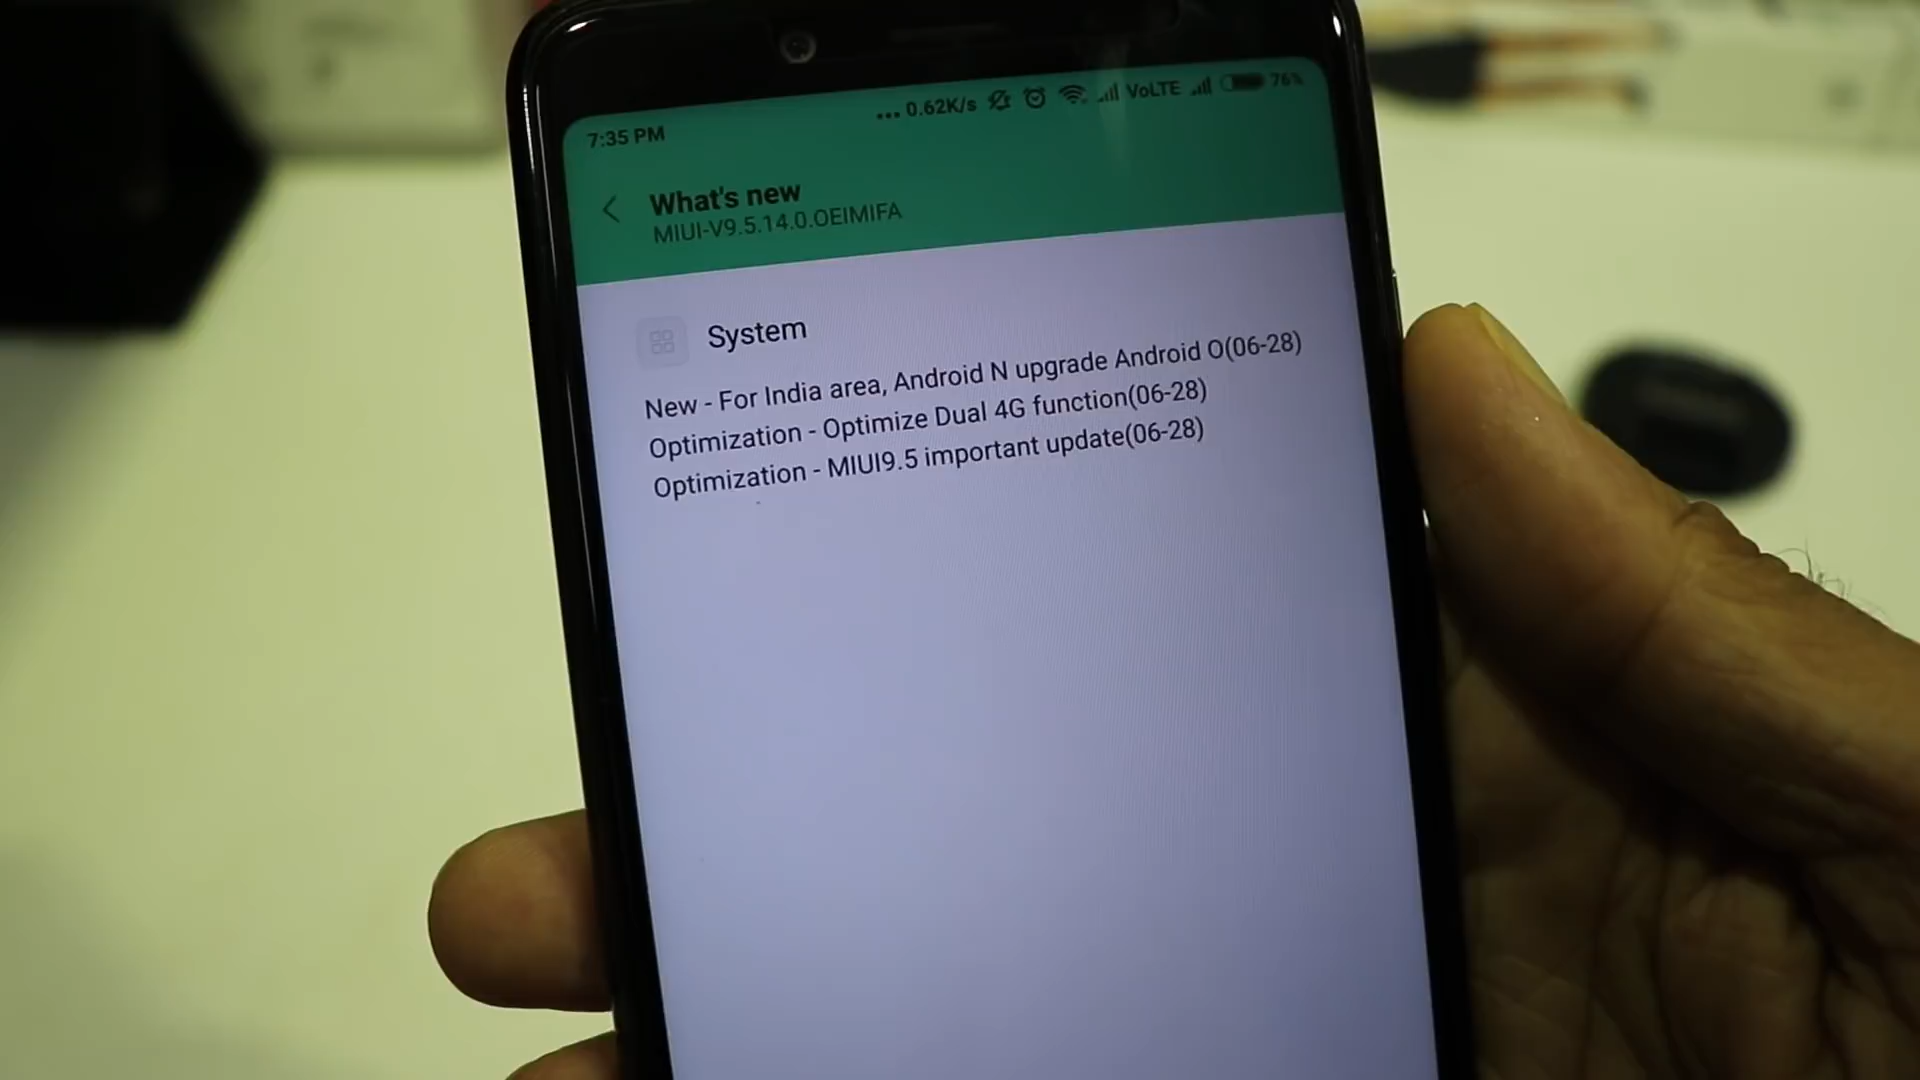 7:35 PM ... 0.62K/s VoLTE 76%
What's new
MIUI-V9.5.14.0.OEIMIFA
System
New - For India area, Android N upgrade Android O(06-28)
Optimization - Optimize Dual 4G function(06-28)
Optimization - MIUI9.5 important update(06-28)